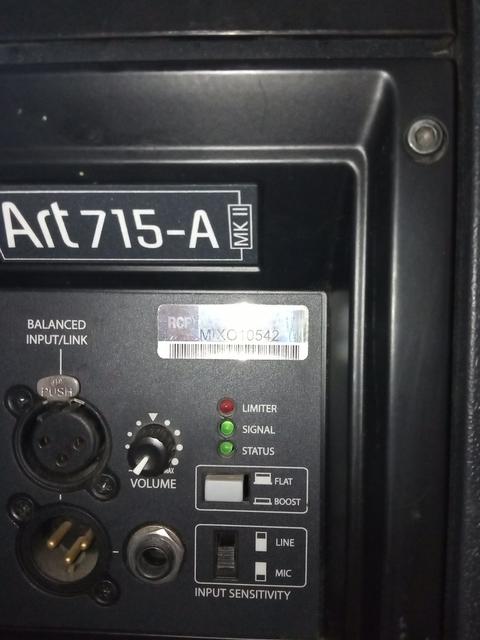 Art 715-A MK II
BALANCED
INPUT/LINK
RCF
MIXO10542
PUSH
LIMITER
SIGNAL
STATUS
MAX
VOLUME
FLAT
BOOST
LINE
MIC
INPUT SENSITIVITY